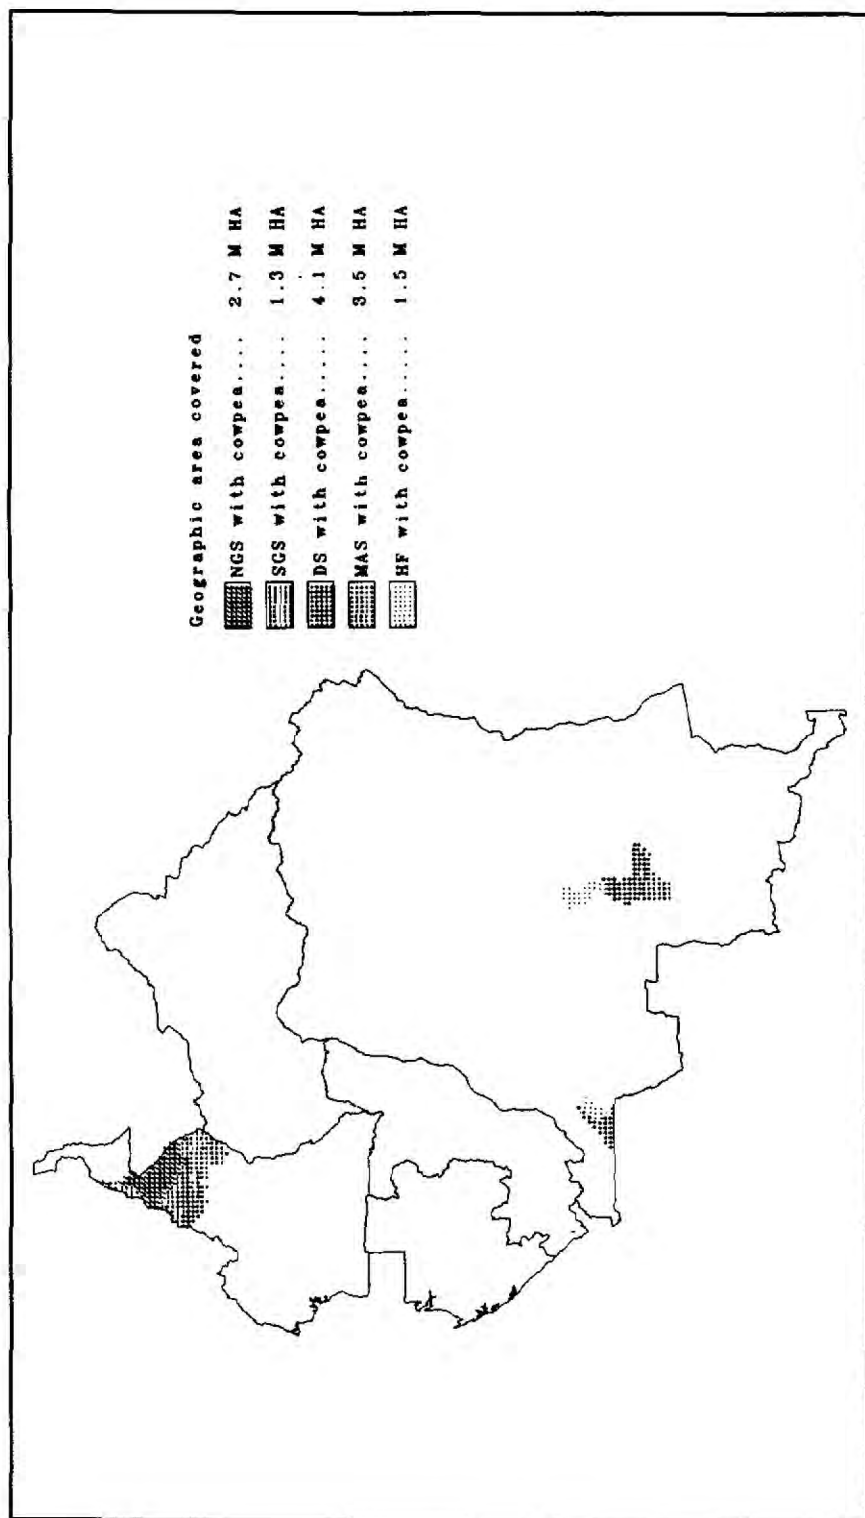 Geographic area covered
NGS with cowpea.... 2.7 M HA
SGS with cowpea.... 1.3 M HA
DS with cowpea..... 4.1 M HA
MAS with cowpea.... 3.5 M HA
HF with cowpea..... 1.5 M HA